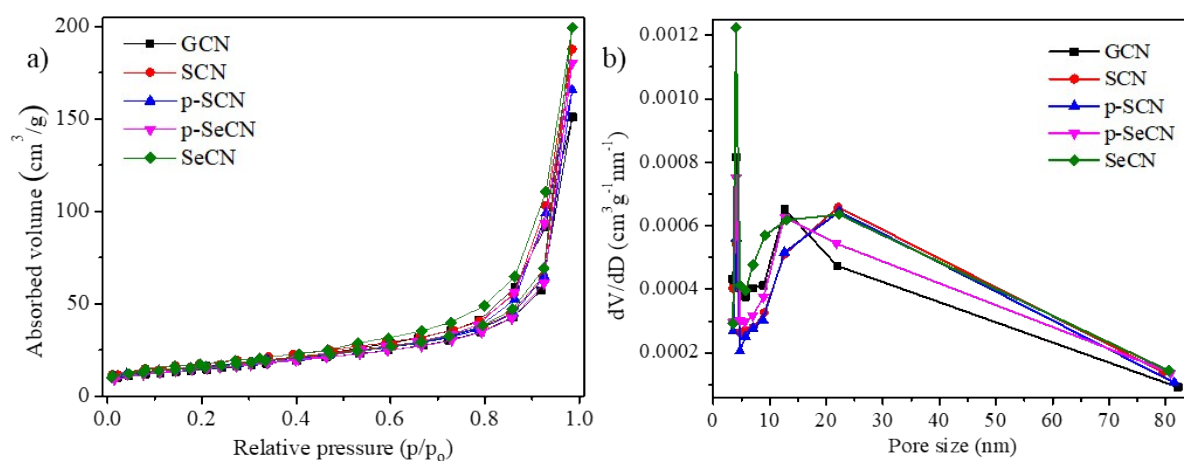 a)
GCN
SCN
p-SCN
p-SeCN
SeCN
Absorbed volume (cm³/g)
200
150
100
50
0
0.0 0.2 0.4 0.6 0.8 1.0
Relative pressure (p/pₒ)
b)
GCN
SCN
p-SCN
p-SeCN
SeCN
dV/dD (cm³g⁻¹nm⁻¹)
0.0012
0.0010
0.0008
0.0006
0.0004
0.0002
0 10 20 30 40 50 60 70 80
Pore size (nm)